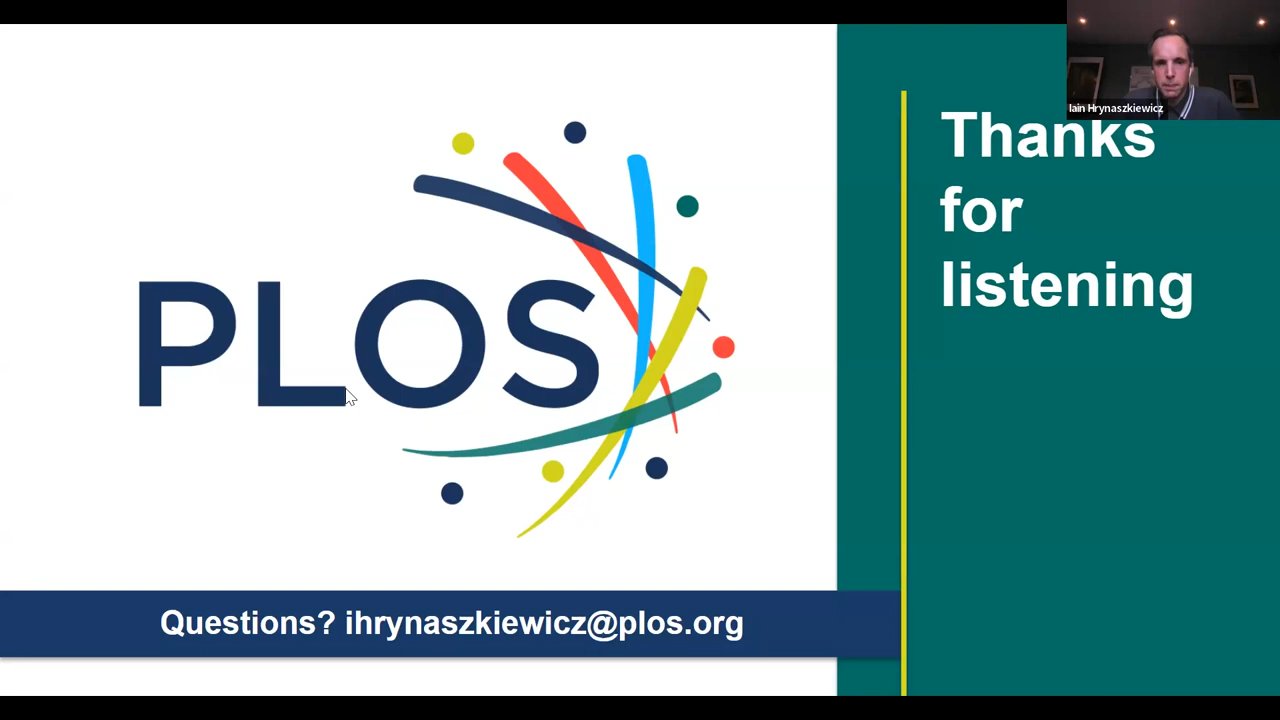 Iain Hrynaszkiewicz
Thanks
for
listening
PLOS
Questions? ihrynaszkiewicz@plos.org